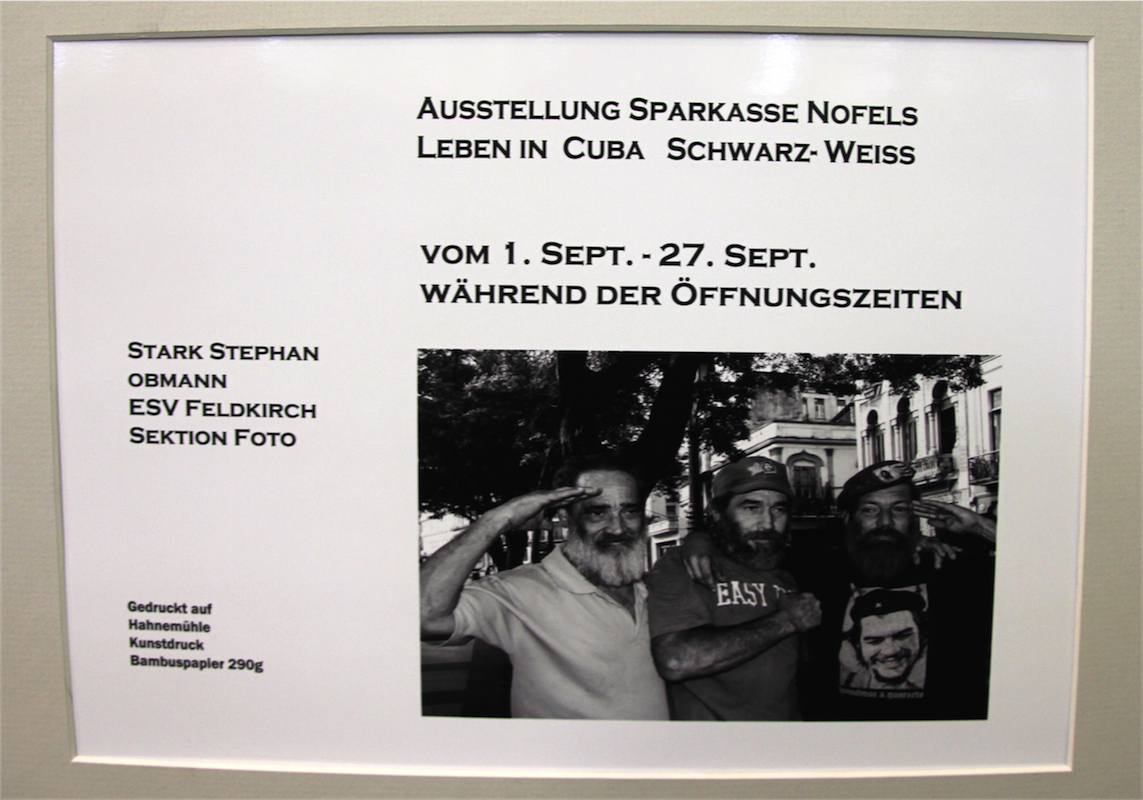 AUSSTELLUNG SPARKASSE NOFELS
LEBEN IN CUBA SCHWARZ- WEISS
VOM 1. SEPT. - 27. SEPT.
WÄHREND DER ÖFFNUNGSZEITEN
STARK STEPHAN
OBMANN
ESV FELDKIRCH
SEKTION FOTO
Gedruckt auf
Hahnemühle
Kunstdruck
Bambuspapier 290g
EASY